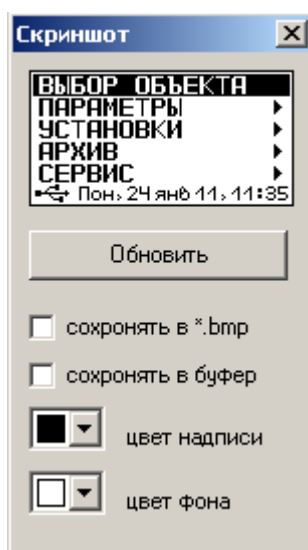 Скриншот
ВЫБОР ОБЪЕКТА
ПАРАМЕТРЫ
УСТАНОВКИ
АРХИВ
СЕРВИС
Пон, 24 янв 11, 11:35
Обновить
сохронять в *.bmp
сохронять в буфер
цвет надписи
цвет фона